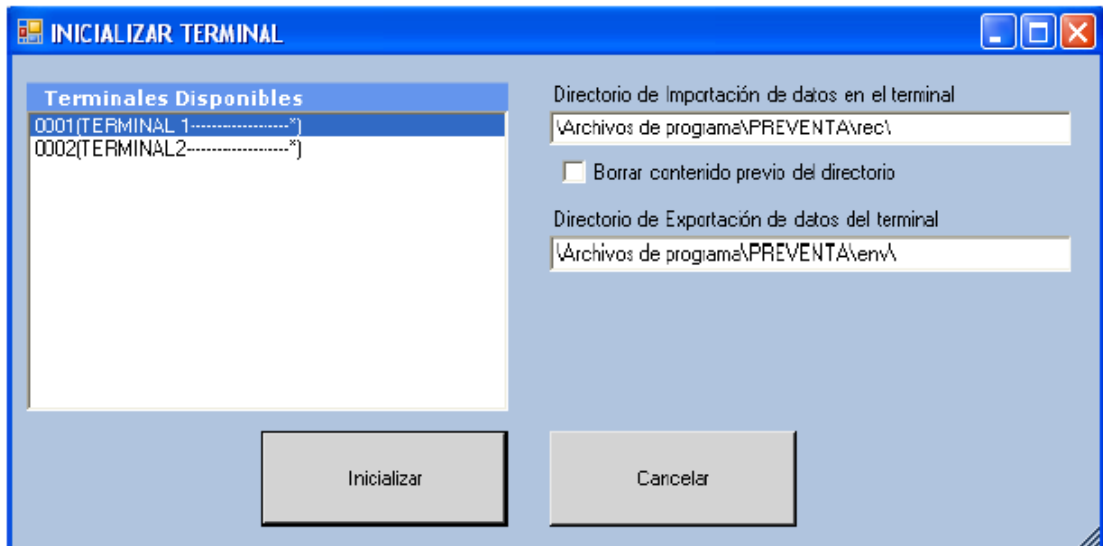 INICIALIZAR TERMINAL
Terminales Disponibles
0001(TERMINAL 1-------------------*)
0002(TERMINAL2-------------------*)
Directorio de Importación de datos en el terminal
\Archivos de programa\PREVENTA\rec\
Borrar contenido previo del directorio
Directorio de Exportación de datos del terminal
\Archivos de programa\PREVENTA\env\
Inicializar
Cancelar